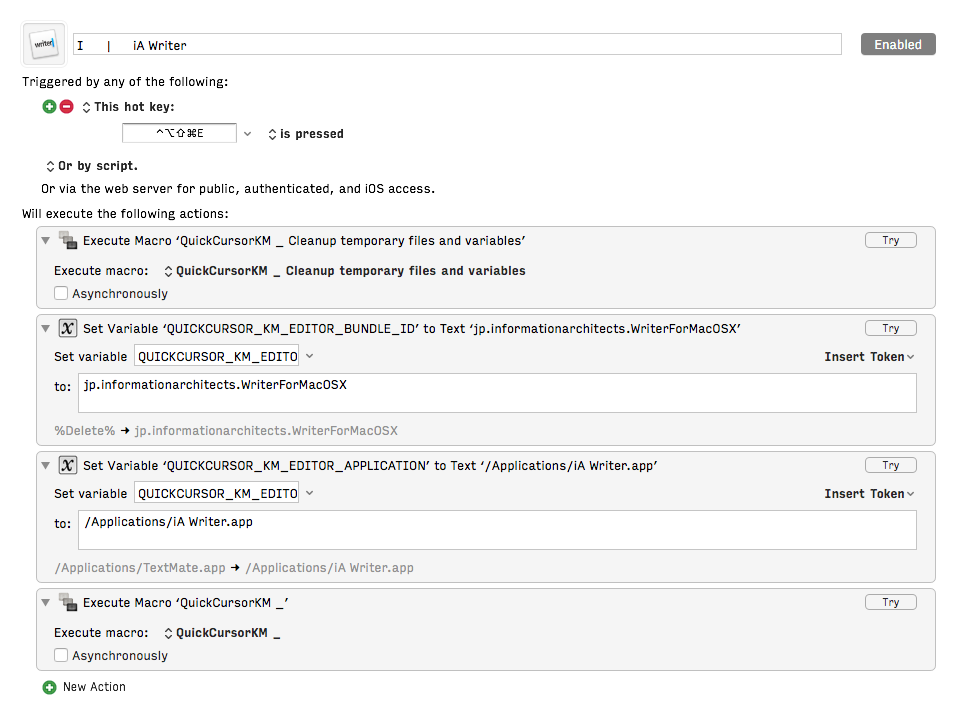 writer
I | iA Writer
Enabled
Triggered by any of the following:
This hot key:
^⌥⇧⌘E
is pressed
Or by script.
Or via the web server for public, authenticated, and iOS access.
Will execute the following actions:
Execute Macro ‘QuickCursorKM _ Cleanup temporary files and variables’
Try
Execute macro: QuickCursorKM _ Cleanup temporary files and variables
Asynchronously
X Set Variable ‘QUICKCURSOR_KM_EDITOR_BUNDLE_ID’ to Text ‘jp.informationarchitects.WriterForMacOSX’
Try
Set variable QUICKCURSOR_KM_EDITO
Insert Token
to: jp.informationarchitects.WriterForMacOSX
%Delete% → jp.informationarchitects.WriterForMacOSX
X Set Variable ‘QUICKCURSOR_KM_EDITOR_APPLICATION’ to Text ‘/Applications/iA Writer.app’
Try
Set variable QUICKCURSOR_KM_EDITO
Insert Token
to: /Applications/iA Writer.app
/Applications/TextMate.app → /Applications/iA Writer.app
Execute Macro ‘QuickCursorKM _’
Try
Execute macro: QuickCursorKM _
Asynchronously
New Action